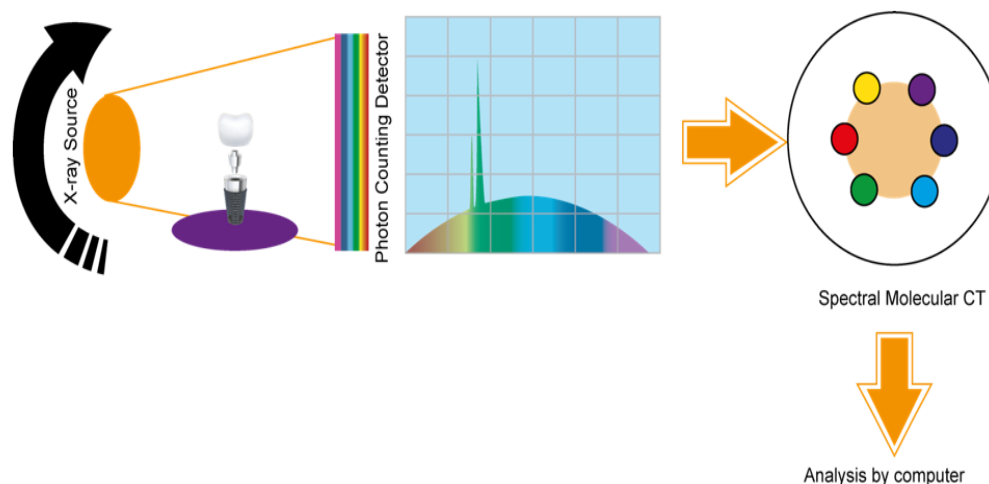 X-ray Source
Photon Counting Detector
Spectral Molecular CT
Analysis by computer